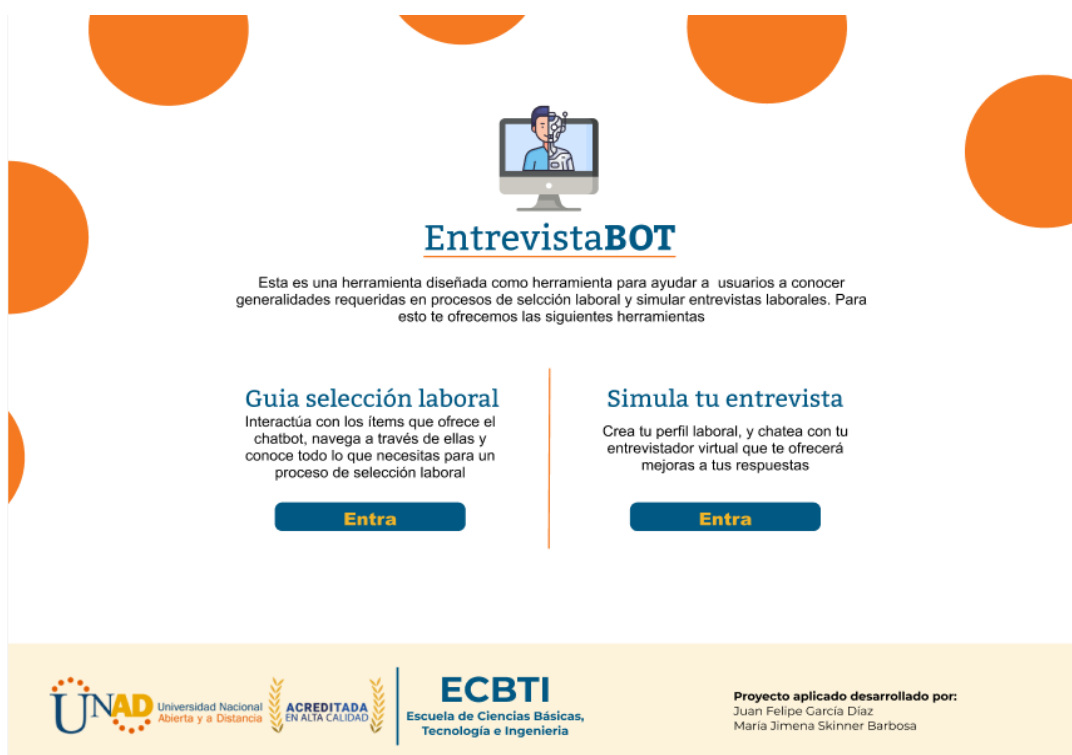 EntrevistaBOT
Esta es una herramienta diseñada como herramienta para ayudar a usuarios a conocer
generalidades requeridas en procesos de selcción laboral y simular entrevistas laborales. Para
esto te ofrecemos las siguientes herramientas
Guia selección laboral
Interactúa con los ítems que ofrece el
chatbot, navega a través de ellas y
conoce todo lo que necesitas para un
proceso de selección laboral
Entra
Simula tu entrevista
Crea tu perfil laboral, y chatea con tu
entrevistador virtual que te ofrecerá
mejoras a tus respuestas
Entra
UNAD
Universidad Nacional
Abierta y a Distancia
ACREDITADA
EN ALTA CALIDAD
ECBTI
Escuela de Ciencias Básicas,
Tecnología e Ingenieria
Proyecto aplicado desarrollado por:
Juan Felipe García Díaz
María Jimena Skinner Barbosa